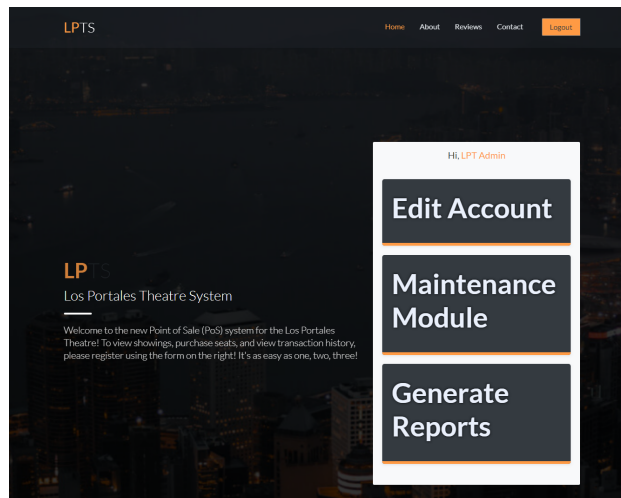 LPTS
Home About Reviews Contact Logout
Hi, LPT Admin
Edit Account
Maintenance
Module
Generate
Reports
LPTS
Los Portales Theatre System
Welcome to the new Point of Sale (PoS) system for the Los Portales
Theatre! To view showings, purchase seats, and view transaction history,
please register using the form on the right! It's as easy as one, two, three!